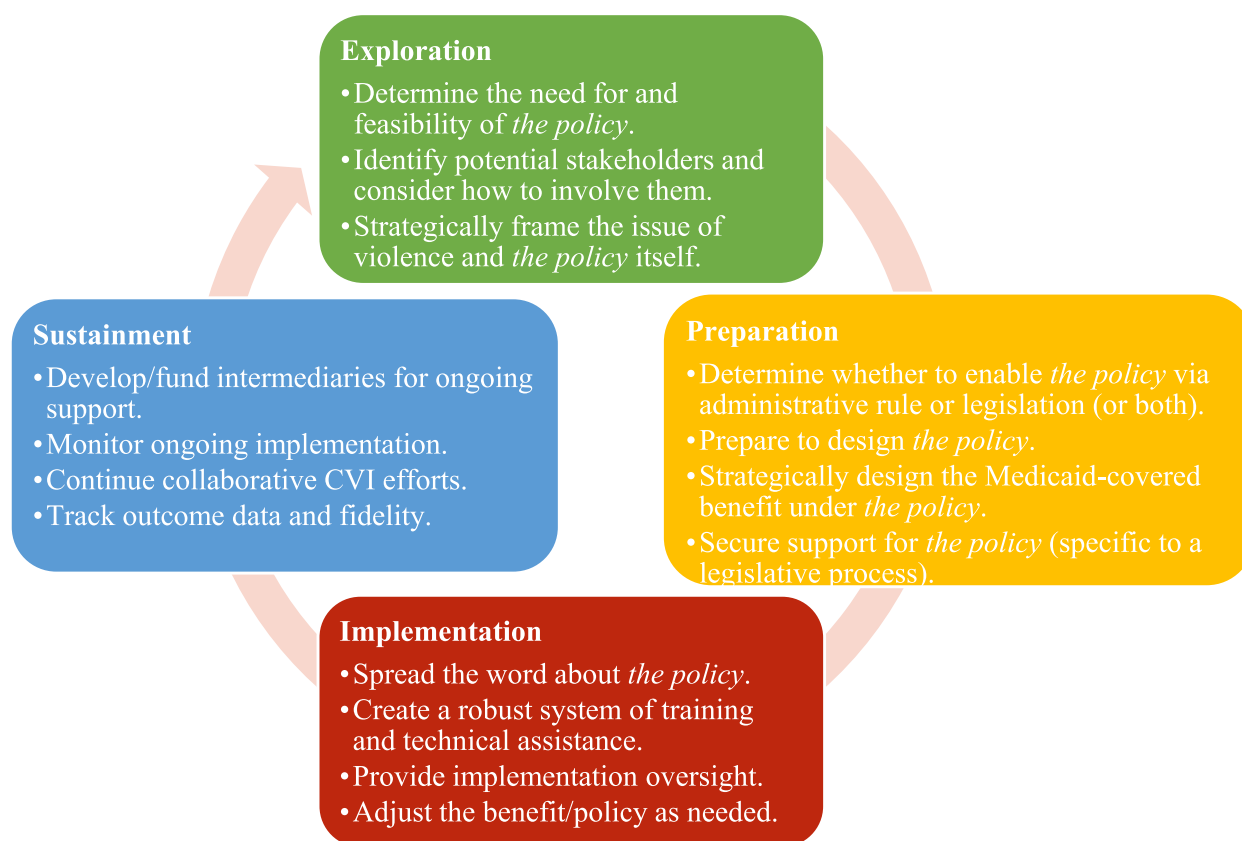 Exploration
•Determine the need for and
feasibility of the policy.
•Identify potential stakeholders and
consider how to involve them.
•Strategically frame the issue of
violence and the policy itself.
Preparation
•Determine whether to enable the policy via
administrative rule or legislation (or both).
•Prepare to design the policy.
•Strategically design the Medicaid-covered
benefit under the policy.
•Secure support for the policy (specific to a
legislative process).
Implementation
•Spread the word about the policy.
•Create a robust system of training
and technical assistance.
•Provide implementation oversight.
•Adjust the benefit/policy as needed.
Sustainment
•Develop/fund intermediaries for ongoing
support.
•Monitor ongoing implementation.
•Continue collaborative CVI efforts.
•Track outcome data and fidelity.